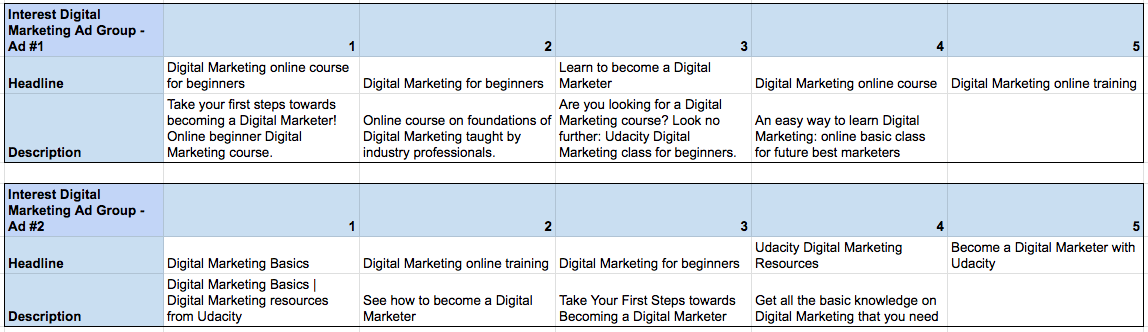 Interest Digital
Marketing Ad Group -
Ad #1 1 2 3 4 5
Headline
Digital Marketing online course
for beginners
Digital Marketing for beginners
Learn to become a Digital
Marketer
Digital Marketing online course
Digital Marketing online training
Description
Take your first steps towards
becoming a Digital Marketer!
Online beginner Digital
Marketing course.
Online course on foundations of
Digital Marketing taught by
industry professionals.
Are you looking for a Digital
Marketing course? Look no
further: Udacity Digital
Marketing class for beginners.
An easy way to learn Digital
Marketing: online basic class
for future best marketers
Interest Digital
Marketing Ad Group -
Ad #2 1 2 3 4 5
Headline
Digital Marketing Basics
Digital Marketing online training
Digital Marketing for beginners
Udacity Digital Marketing
Resources
Become a Digital Marketer with
Udacity
Description
Digital Marketing Basics |
Digital Marketing resources
from Udacity
See how to become a Digital
Marketer
Take Your First Steps towards
Becoming a Digital Marketer
Get all the basic knowledge on
Digital Marketing that you need